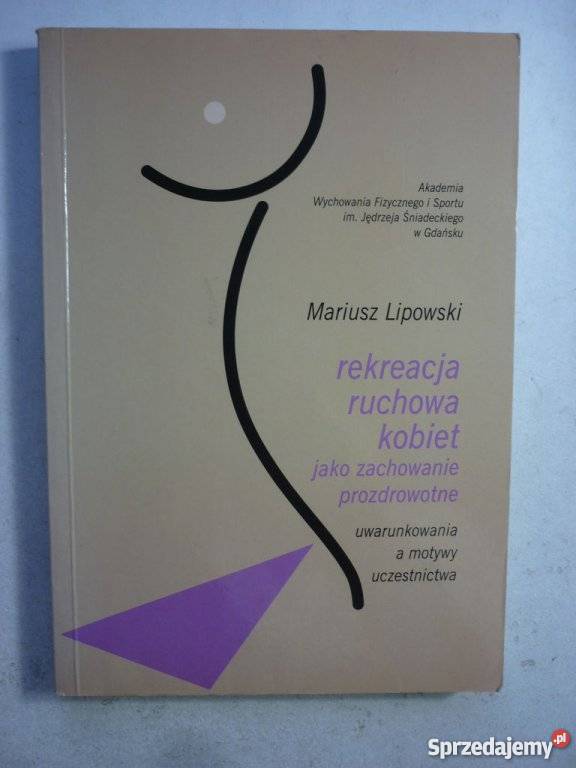 Akademia
Wychowania Fizycznego i Sportu
im. Jędrzeja Śniadeckiego
w Gdańsku
Mariusz Lipowski
rekreacja
ruchowa
kobiet
jako zachowanie
prozdrowotne
uwarunkowania
a motywy
uczestnictwa
Sprzedajemy.pl